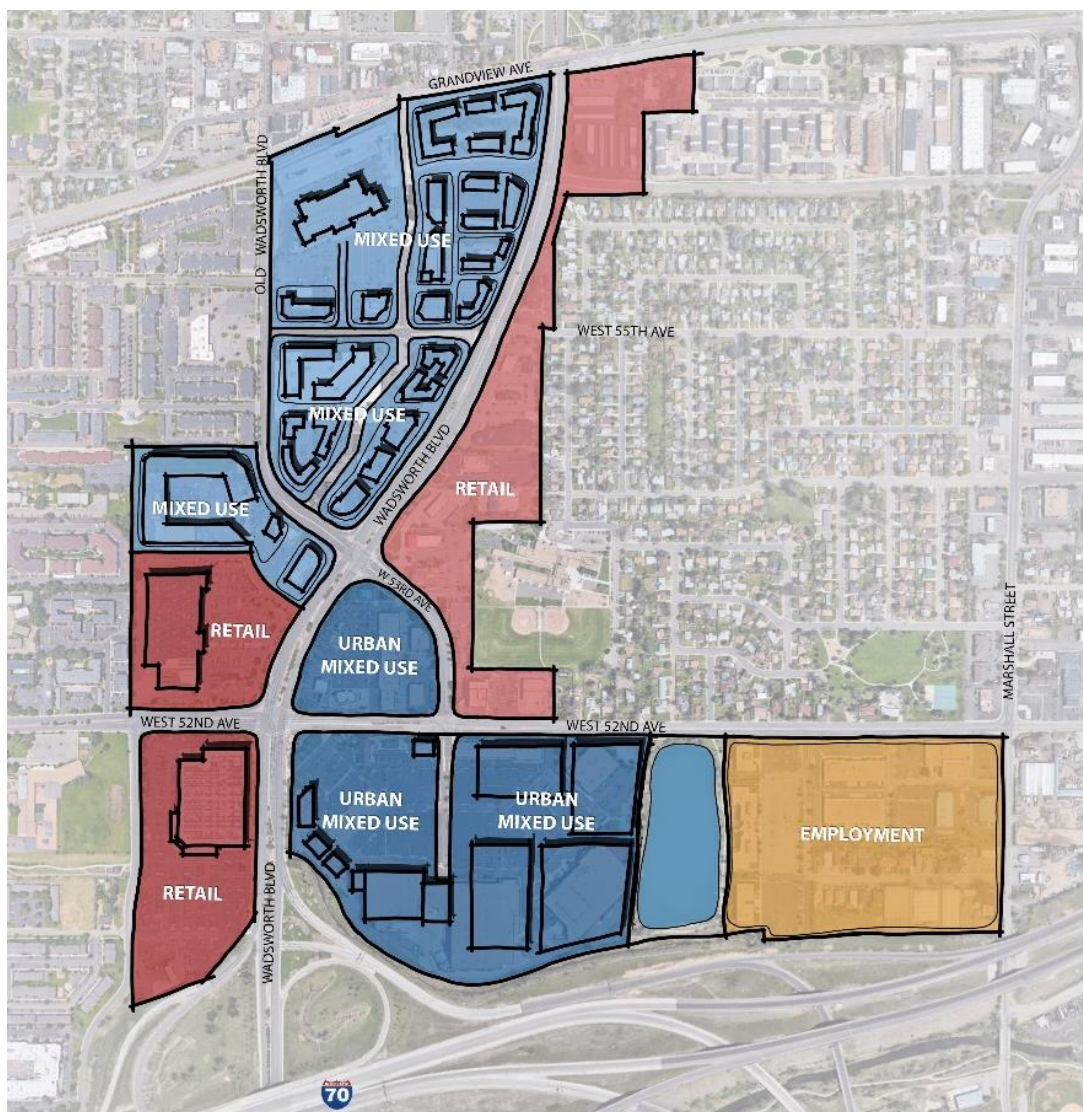 GRANDVIEW AVE
OLD WADSWORTH BLVD
MIXED USE
WEST 55TH AVE
MIXED USE
WADSWORTH BLVD
RETAIL
MIXED USE
W 53RD AVE
RETAIL
URBAN
MIXED USE
MARSHALL STREET
WEST 52ND AVE
WEST 52ND AVE
URBAN
MIXED USE
URBAN
MIXED USE
EMPLOYMENT
RETAIL
WADSWORTH BLVD
70